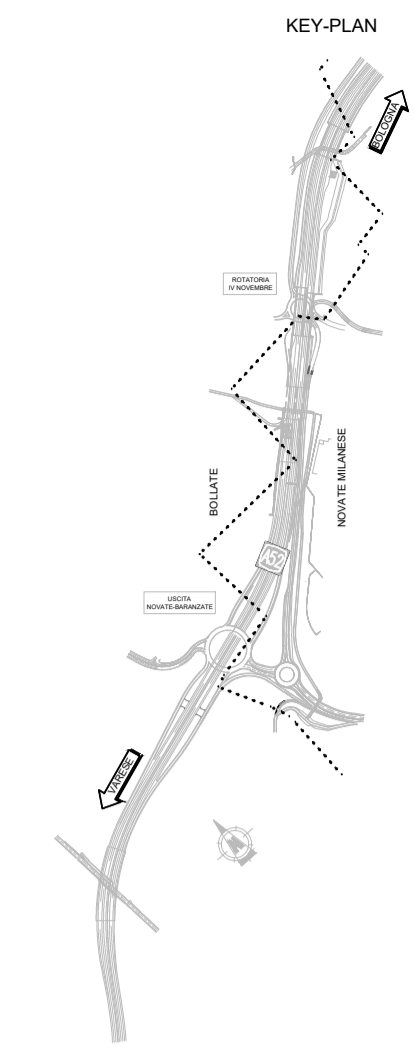 KEY-PLAN
BOLOGNA
ROTATORIA
IV NOVEMBRE
BOLLATE
NOVATE MILANESE
A52
USCITA
NOVATE-BARANZATE
VARESE